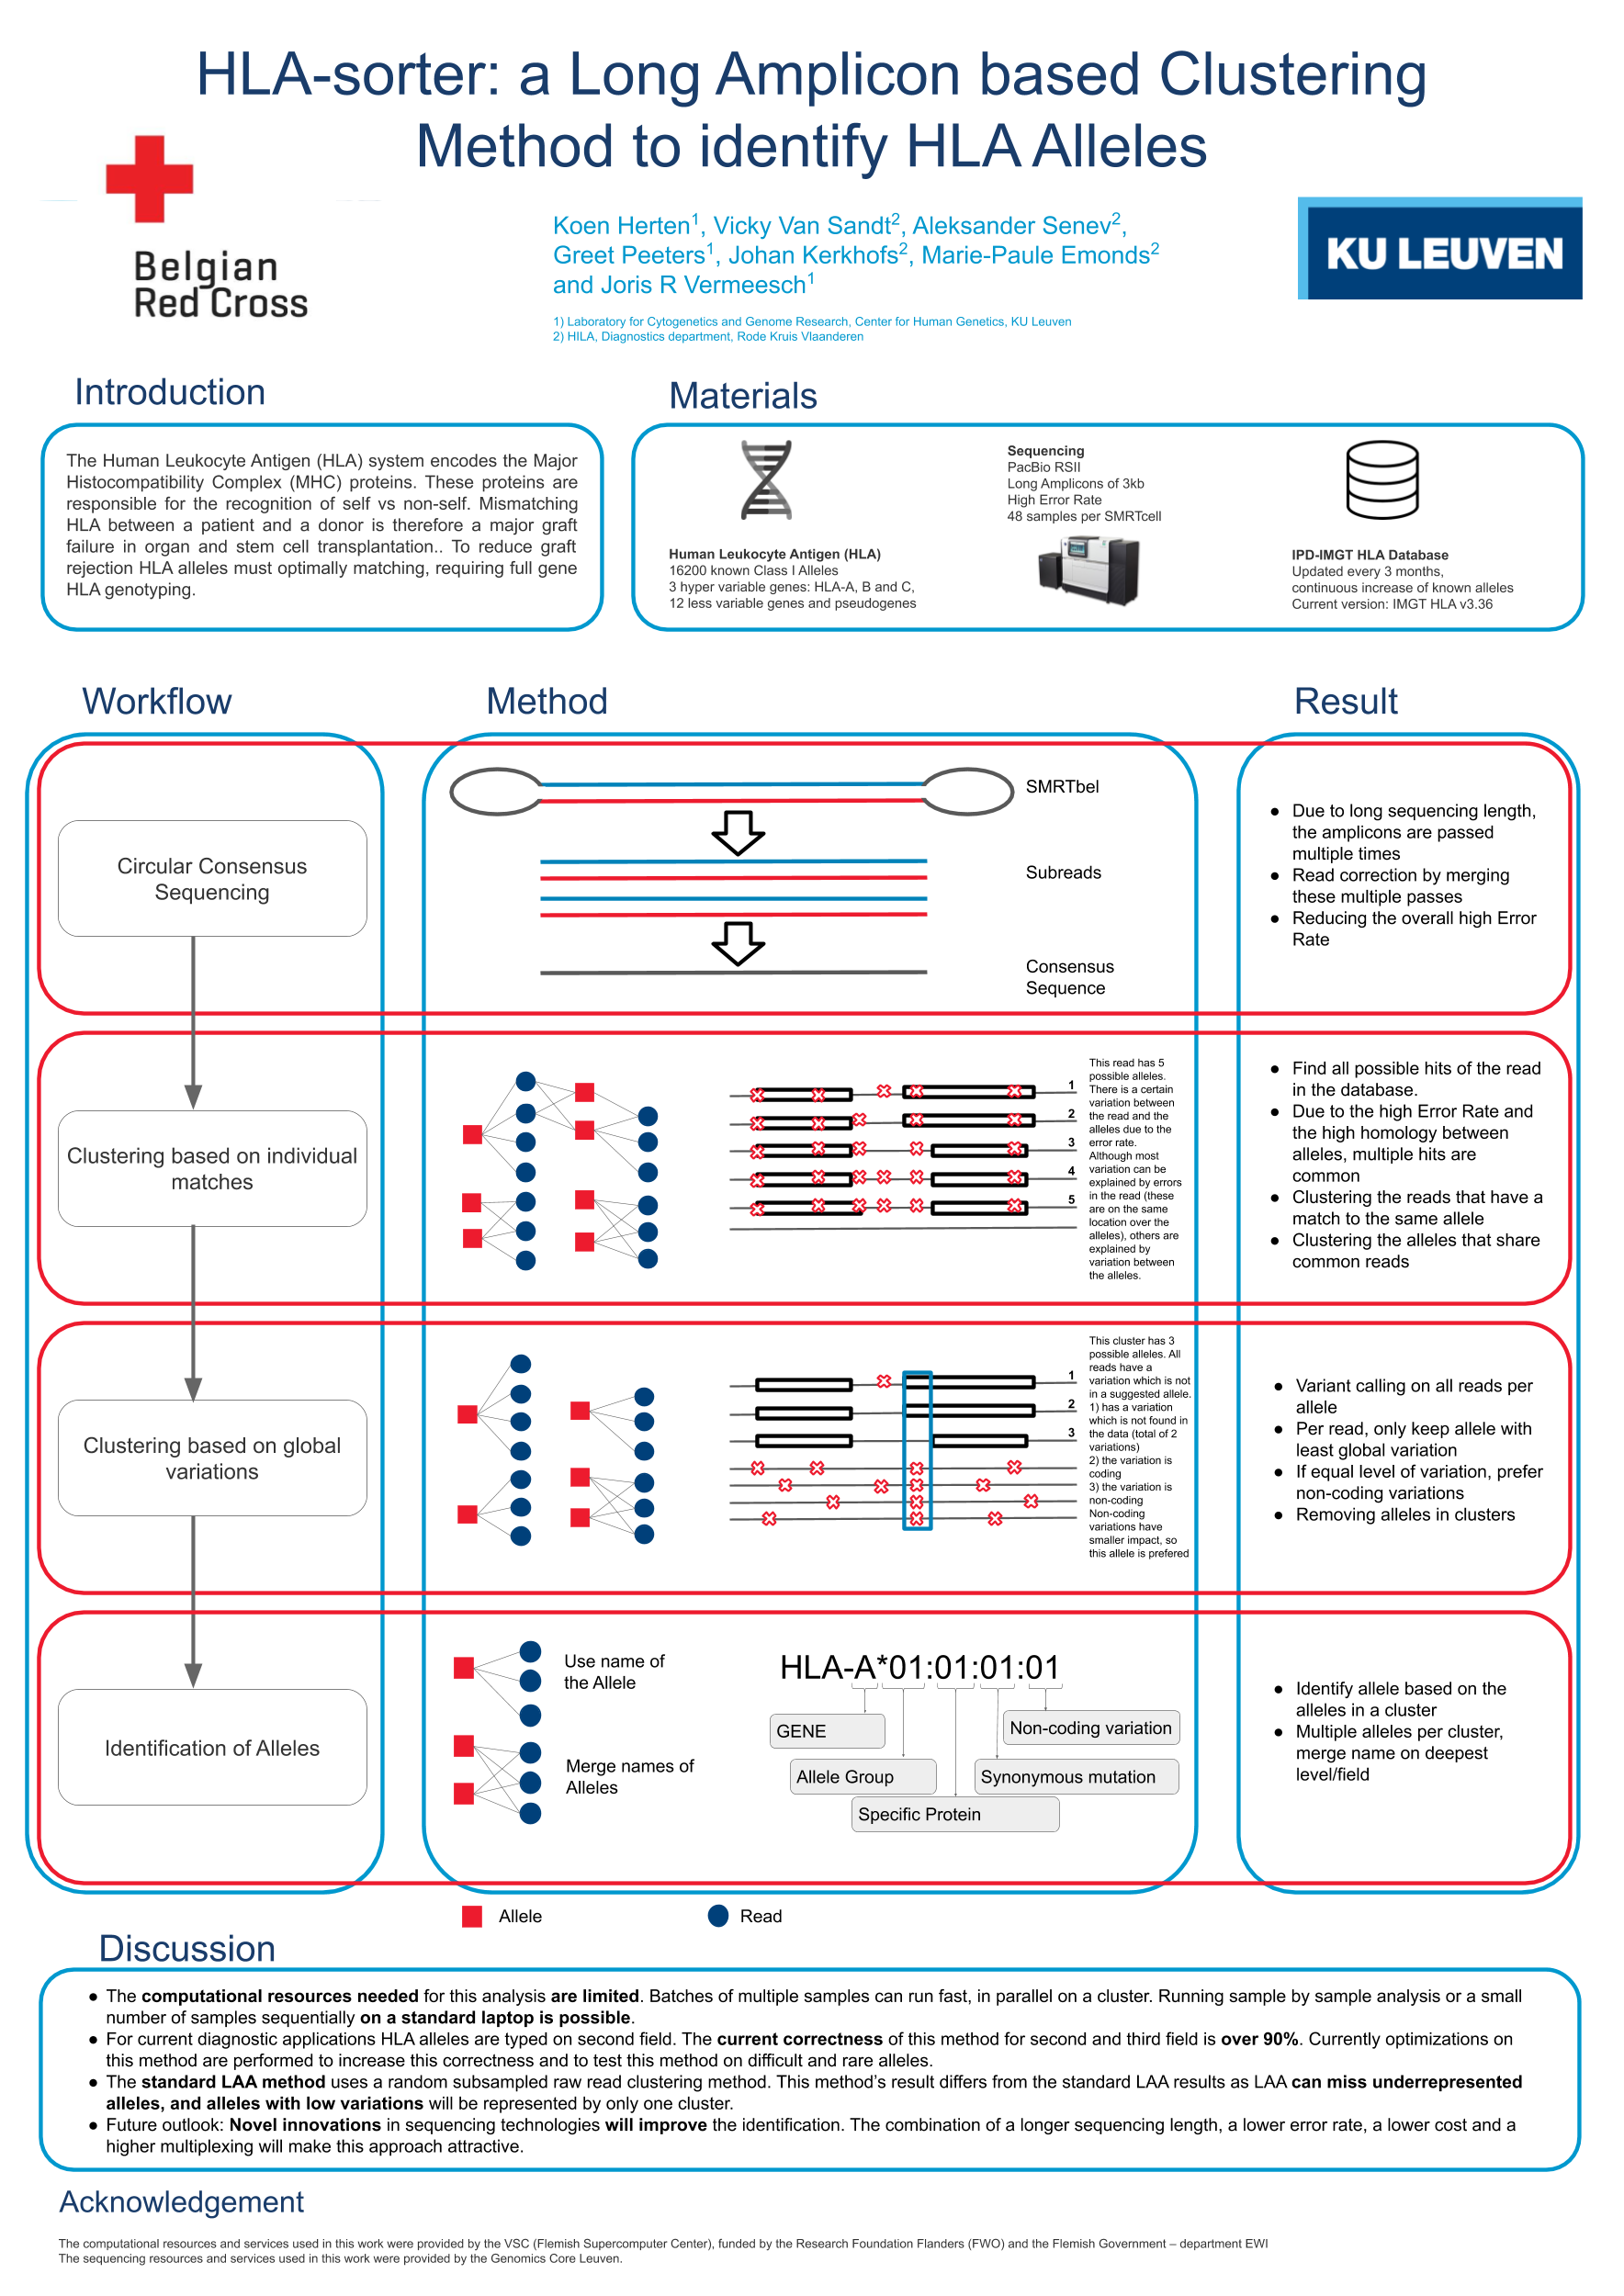 HLA-sorter: a Long Amplicon based Clustering
Method to identify HLA Alleles
Belgian
Red Cross
Koen Herten1, Vicky Van Sandt2, Aleksander Senev2,
Greet Peeters1, Johan Kerkhofs2, Marie-Paule Emonds2
and Joris R Vermeesch1
1) Laboratory for Cytogenetics and Genome Research, Center for Human Genetics, KU Leuven
2) HILA, Diagnostics department, Rode Kruis Vlaanderen
KU LEUVEN
Introduction
The Human Leukocyte Antigen (HLA) system encodes the Major
Histocompatibility Complex (MHC) proteins. These proteins are
responsible for the recognition of self vs non-self. Mismatching
HLA between a patient and a donor is therefore a major graft
failure in organ and stem cell transplantation.. To reduce graft
rejection HLA alleles must optimally matching, requiring full gene
HLA genotyping.
Materials
Human Leukocyte Antigen (HLA)
16200 known Class I Alleles
3 hyper variable genes: HLA-A, B and C,
12 less variable genes and pseudogenes
Sequencing
PacBio RSII
Long Amplicons of 3kb
High Error Rate
48 samples per SMRTcell
IPD-IMGT HLA Database
Updated every 3 months,
continuous increase of known alleles
Current version: IMGT HLA v3.36
Workflow
Method
Result
Circular Consensus
Sequencing
SMRTbel
Subreads
Consensus
Sequence
● Due to long sequencing length,
the amplicons are passed
multiple times
● Read correction by merging
these multiple passes
● Reducing the overall high Error
Rate
Clustering based on individual
matches
1
2
3
4
5
This read has 5
possible alleles.
There is a certain
variation between
the read and the
alleles due to the
error rate.
Although most
variation can be
explained by errors
in the read (these
are on the same
location over the
alleles), others are
explained by
variation between
the alleles.
● Find all possible hits of the read
in the database.
● Due to the high Error Rate and
the high homology between
alleles, multiple hits are
common
● Clustering the reads that have a
match to the same allele
● Clustering the alleles that share
common reads
Clustering based on global
variations
1
2
3
This cluster has 3
possible alleles. All
reads have a
variation which is not
in a suggested allele.
1) has a variation
which is not found in
the data (total of 2
variations)
2) the variation is
coding
3) the variation is
non-coding
Non-coding
variations have
smaller impact, so
this allele is prefered
● Variant calling on all reads per
allele
● Per read, only keep allele with
least global variation
● If equal level of variation, prefer
non-coding variations
● Removing alleles in clusters
Identification of Alleles
Use name of
the Allele
Merge names of
Alleles
HLA-A*01:01:01:01
GENE
Non-coding variation
Allele Group
Synonymous mutation
Specific Protein
● Identify allele based on the
alleles in a cluster
● Multiple alleles per cluster,
merge name on deepest
level/field
Allele
Read
Discussion
● The computational resources needed for this analysis are limited. Batches of multiple samples can run fast, in parallel on a cluster. Running sample by sample analysis or a small
number of samples sequentially on a standard laptop is possible.
● For current diagnostic applications HLA alleles are typed on second field. The current correctness of this method for second and third field is over 90%. Currently optimizations on
this method are performed to increase this correctness and to test this method on difficult and rare alleles.
● The standard LAA method uses a random subsampled raw read clustering method. This method's result differs from the standard LAA results as LAA can miss underrepresented
alleles, and alleles with low variations will be represented by only one cluster.
● Future outlook: Novel innovations in sequencing technologies will improve the identification. The combination of a longer sequencing length, a lower error rate, a lower cost and a
higher multiplexing will make this approach attractive.
Acknowledgement
The computational resources and services used in this work were provided by the VSC (Flemish Supercomputer Center), funded by the Research Foundation Flanders (FWO) and the Flemish Government – department EWI
The sequencing resources and services used in this work were provided by the Genomics Core Leuven.